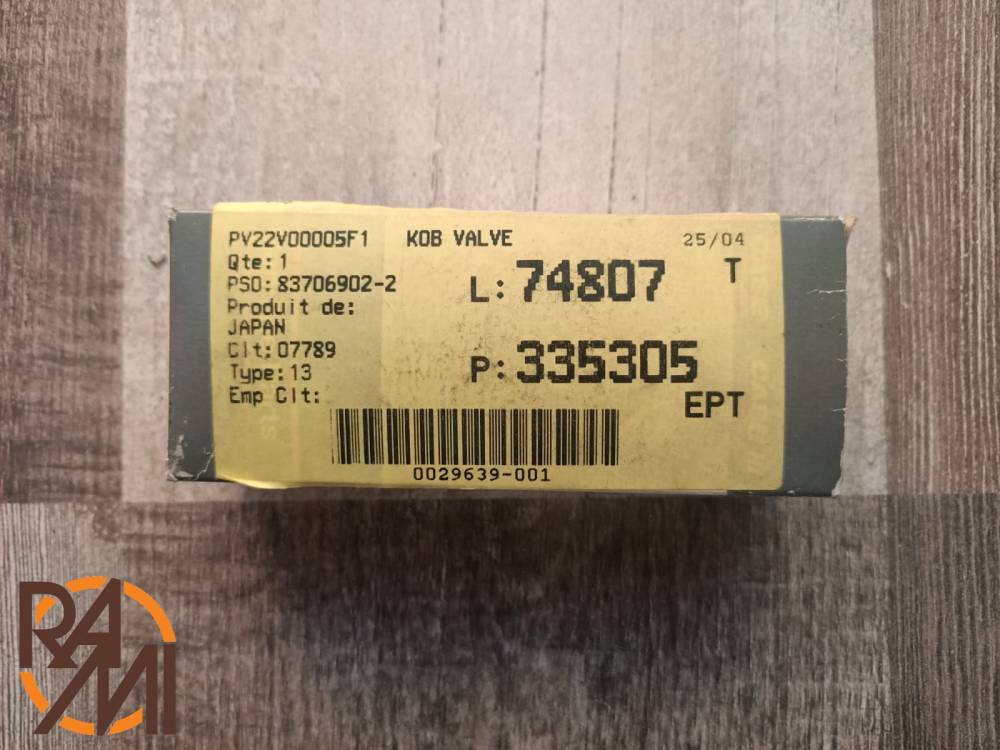 PV22V00005F1 KOB VALVE 25/04
Qte: 1
T
PSO: 83706902-2
L: 74807
Produit de:
JAPAN
Clt: 07789
P: 335305
Type: 13
Emp Clt:
EPT
0029639-001
RAMI